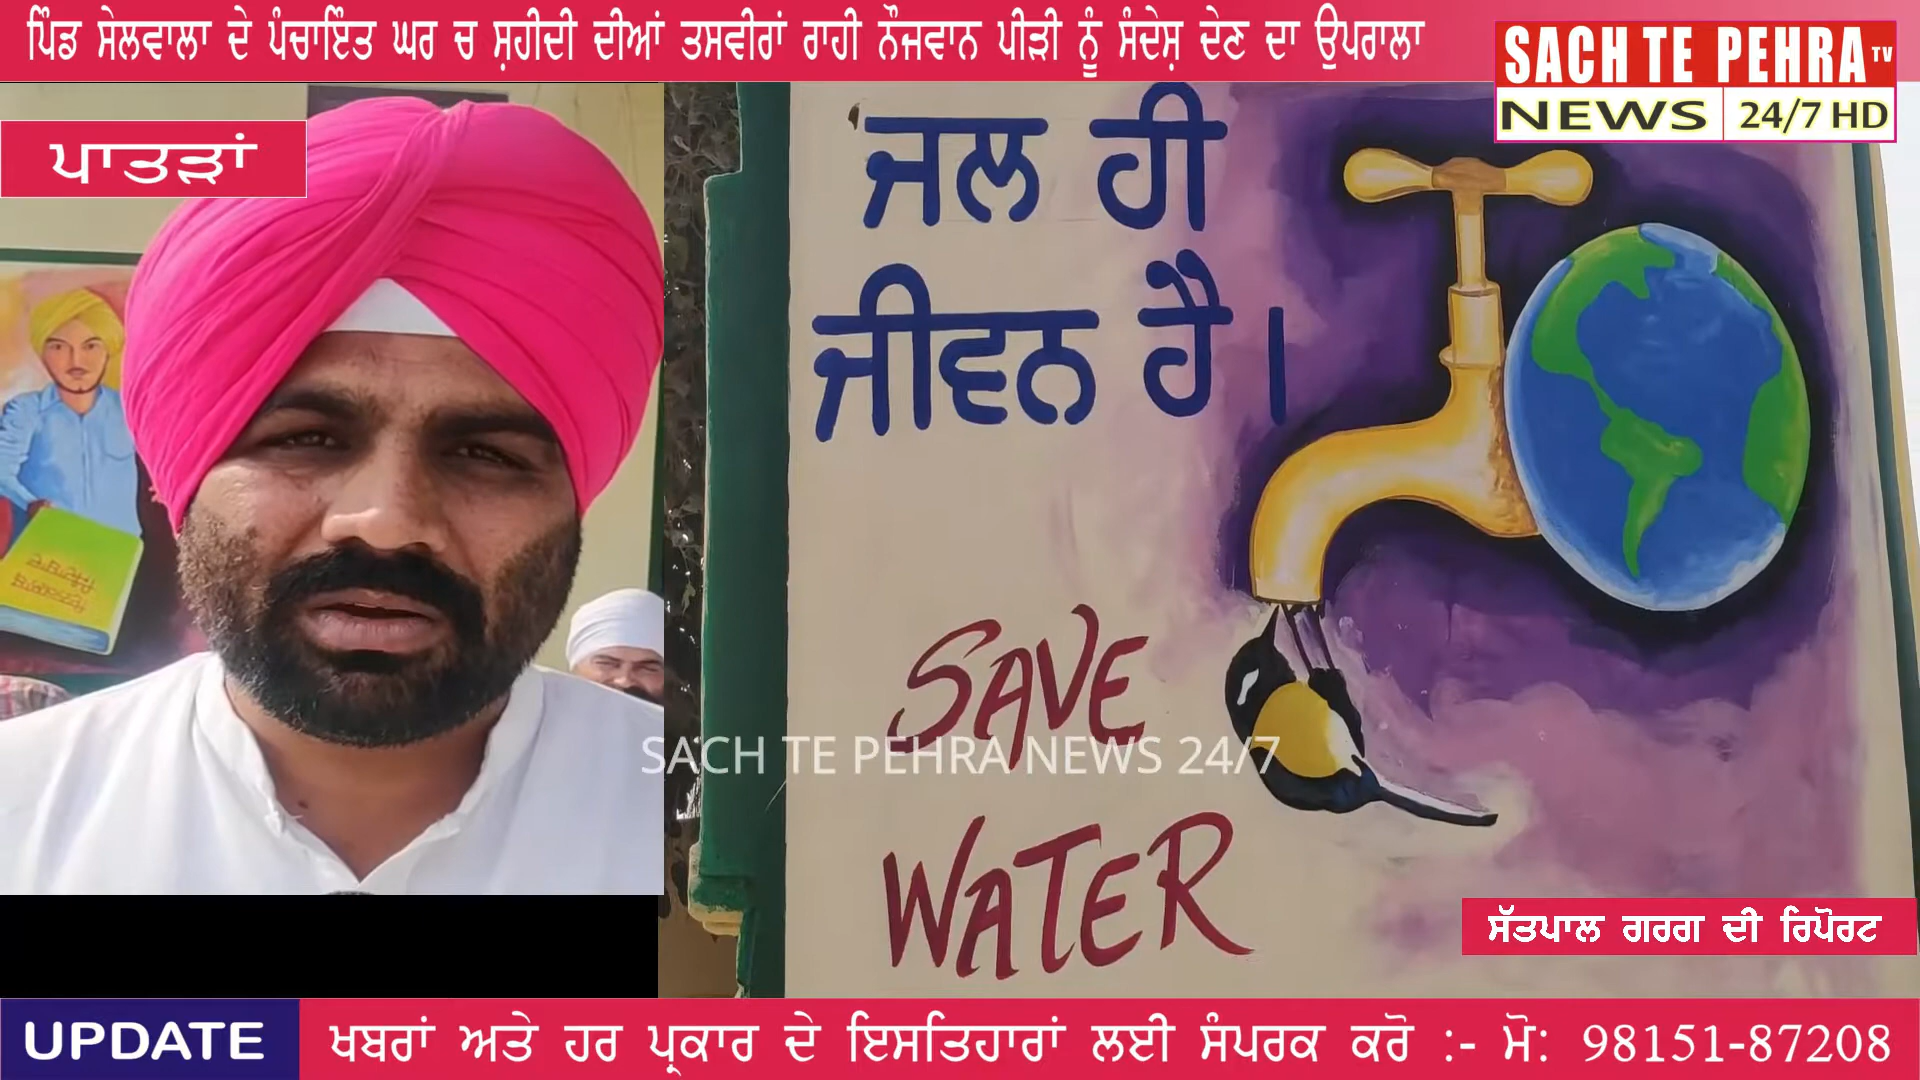 ਪਿੰਡ ਸੇਲਵਾਲਾ ਦੇ ਪੰਚਾਇੰਤ ਘਰ ਚ ਸ਼ਹੀਦੀ ਦੀਆਂ ਤਸਵੀਰਾਂ ਰਾਹੀ ਨੌਜਵਾਨ ਪੀੜੀ ਨੂੰ ਸੰਦੇਸ਼ ਦੇਣ ਦਾ ਉਪਰਾਲਾ
SACH TE PEHRA TV
NEWS 24/7 HD
ਪਾਤੜਾਂ
ਜਲ ਹੀ
ਜੀਵਨ ਹੈ।
SAVE
WATER
SACH TE PEHRA NEWS 24/7
ਸੱਤਪਾਲ ਗਰਗ ਦੀ ਰਿਪੋਰਟ
UPDATE ਖਬਰਾਂ ਅਤੇ ਹਰ ਪ੍ਰਕਾਰ ਦੇ ਇਸਤਿਹਾਰਾਂ ਲਈ ਸੰਪਰਕ ਕਰੋ :- ਮੋ: 98151-87208